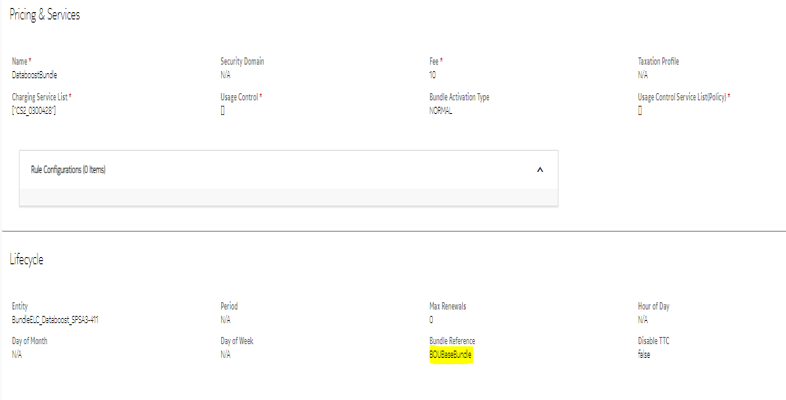 Pricing & Services
Name * Security Domain Fee * Taxation Profile
DataboostBundle N/A 10 N/A
Charging Service List * Usage Control * Bundle Activation Type Usage Control Service List(Policy) *
["CS2_0300428"] [] NORMAL []
Rule Configurations (0 Items)
Lifecycle
Entity Period Max Renewals Hour of Day
BundleELC_Databoost_SPSA3-411 N/A 0 N/A
Day of Month Day of Week Bundle Reference Disable TTC
N/A N/A BOUBaseBundle false